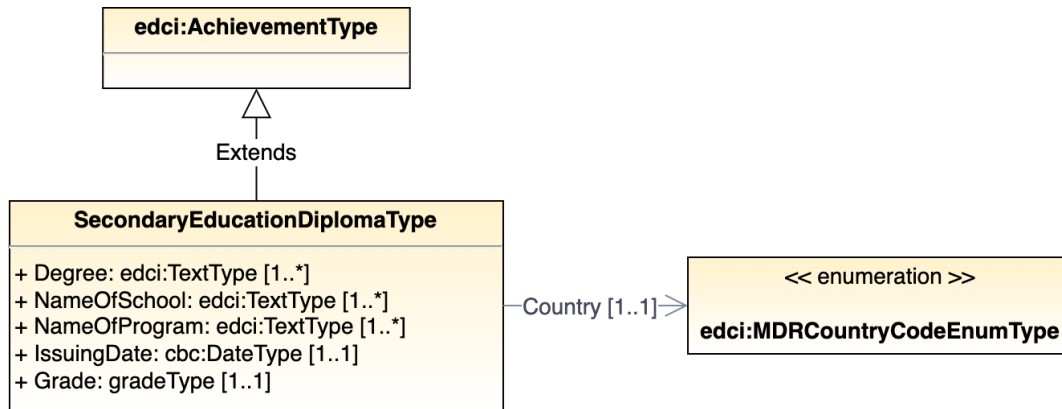 edci:AchievementType
Extends
SecondaryEducationDiplomaType
+ Degree: edci:TextType [1..*]
+ NameOfSchool: edci:TextType [1..*]
+ NameOfProgram: edci:TextType [1..*]
+ IssuingDate: cbc:DateType [1..1]
+ Grade: gradeType [1..1]
Country [1..1]
<< enumeration >>
edci:MDRCountryCodeEnumType